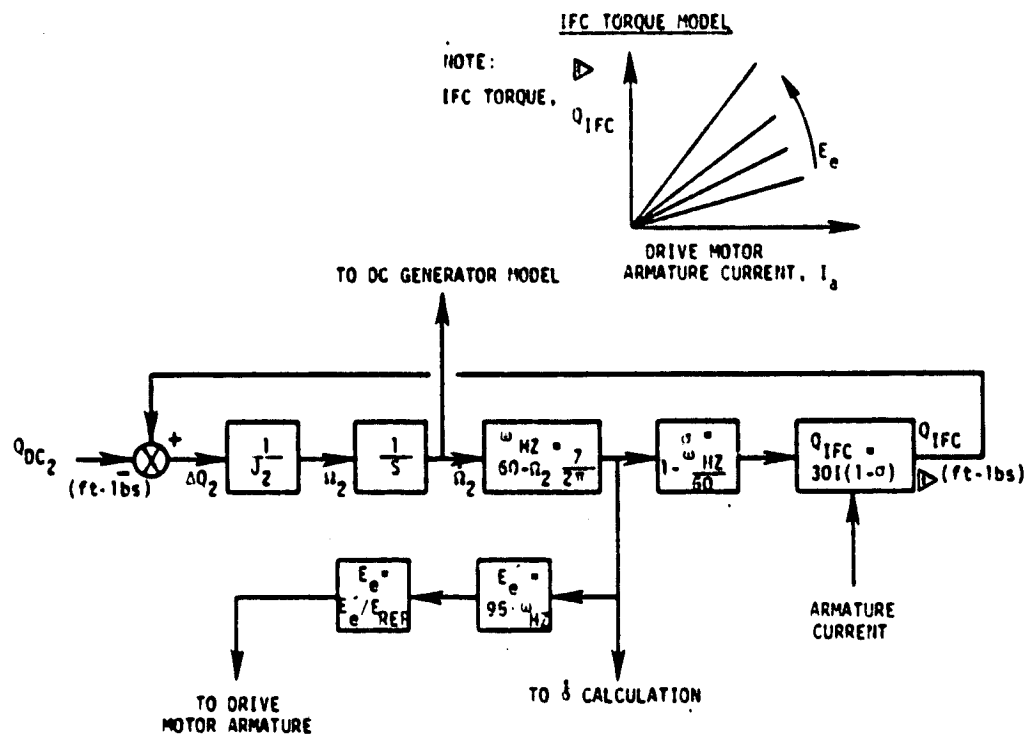 IFC TORQUE MODEL
NOTE:
IFC TORQUE,
Q_IFC
E_e
DRIVE MOTOR
ARMATURE CURRENT, I_a
TO DC GENERATOR MODEL
Q_DC_2
(ft-lbs)
-
+
ΔQ_2
1
J_2
Ω̇_2
1
S
Ω_2
ω_HZ =
60-Ω_2 7/2π
σ =
1-ω_HZ/60
Q_IFC =
30I(1-σ)
Q_IFC
(ft-lbs)
E_e =
E_e'/E_REF
E_e' =
95·ω_HZ
ARMATURE
CURRENT
TO DRIVE
MOTOR ARMATURE
TO δ̇ CALCULATION